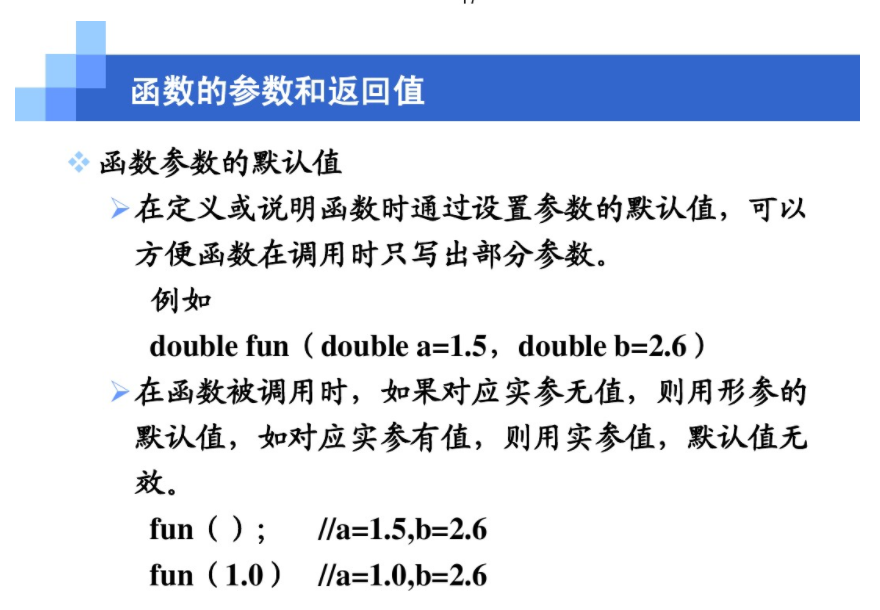 函数的参数和返回值
函数参数的默认值
在定义或说明函数时通过设置参数的默认值，可以
方便函数在调用时只写出部分参数。
例如
double fun（double a=1.5，double b=2.6）
在函数被调用时，如果对应实参无值，则用形参的
默认值，如对应实参有值，则用实参值，默认值无
效。
fun（）； //a=1.5,b=2.6
fun（1.0） //a=1.0,b=2.6